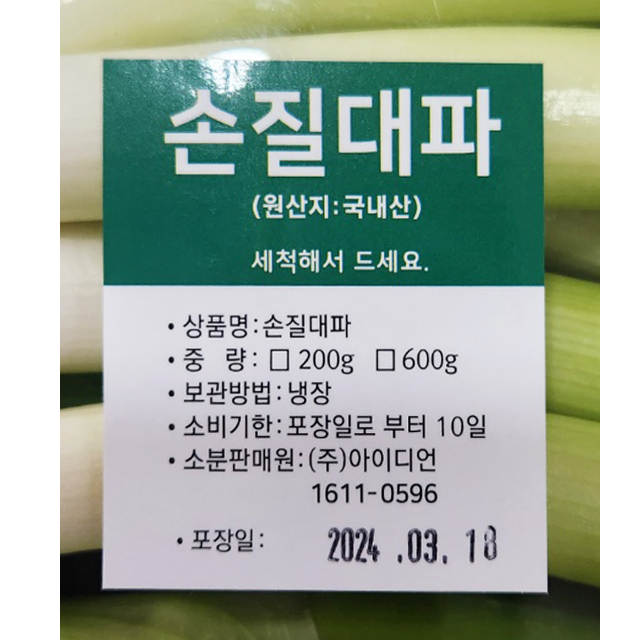 손질대파
(원산지:국내산)
세척해서 드세요.
• 상품명:손질대파
• 중 량: □ 200g □ 600g
• 보관방법:냉장
• 소비기한:포장일로 부터 10일
• 소분판매원:(주)아이디언
1611-0596
• 포장일: 2024 .03. 18